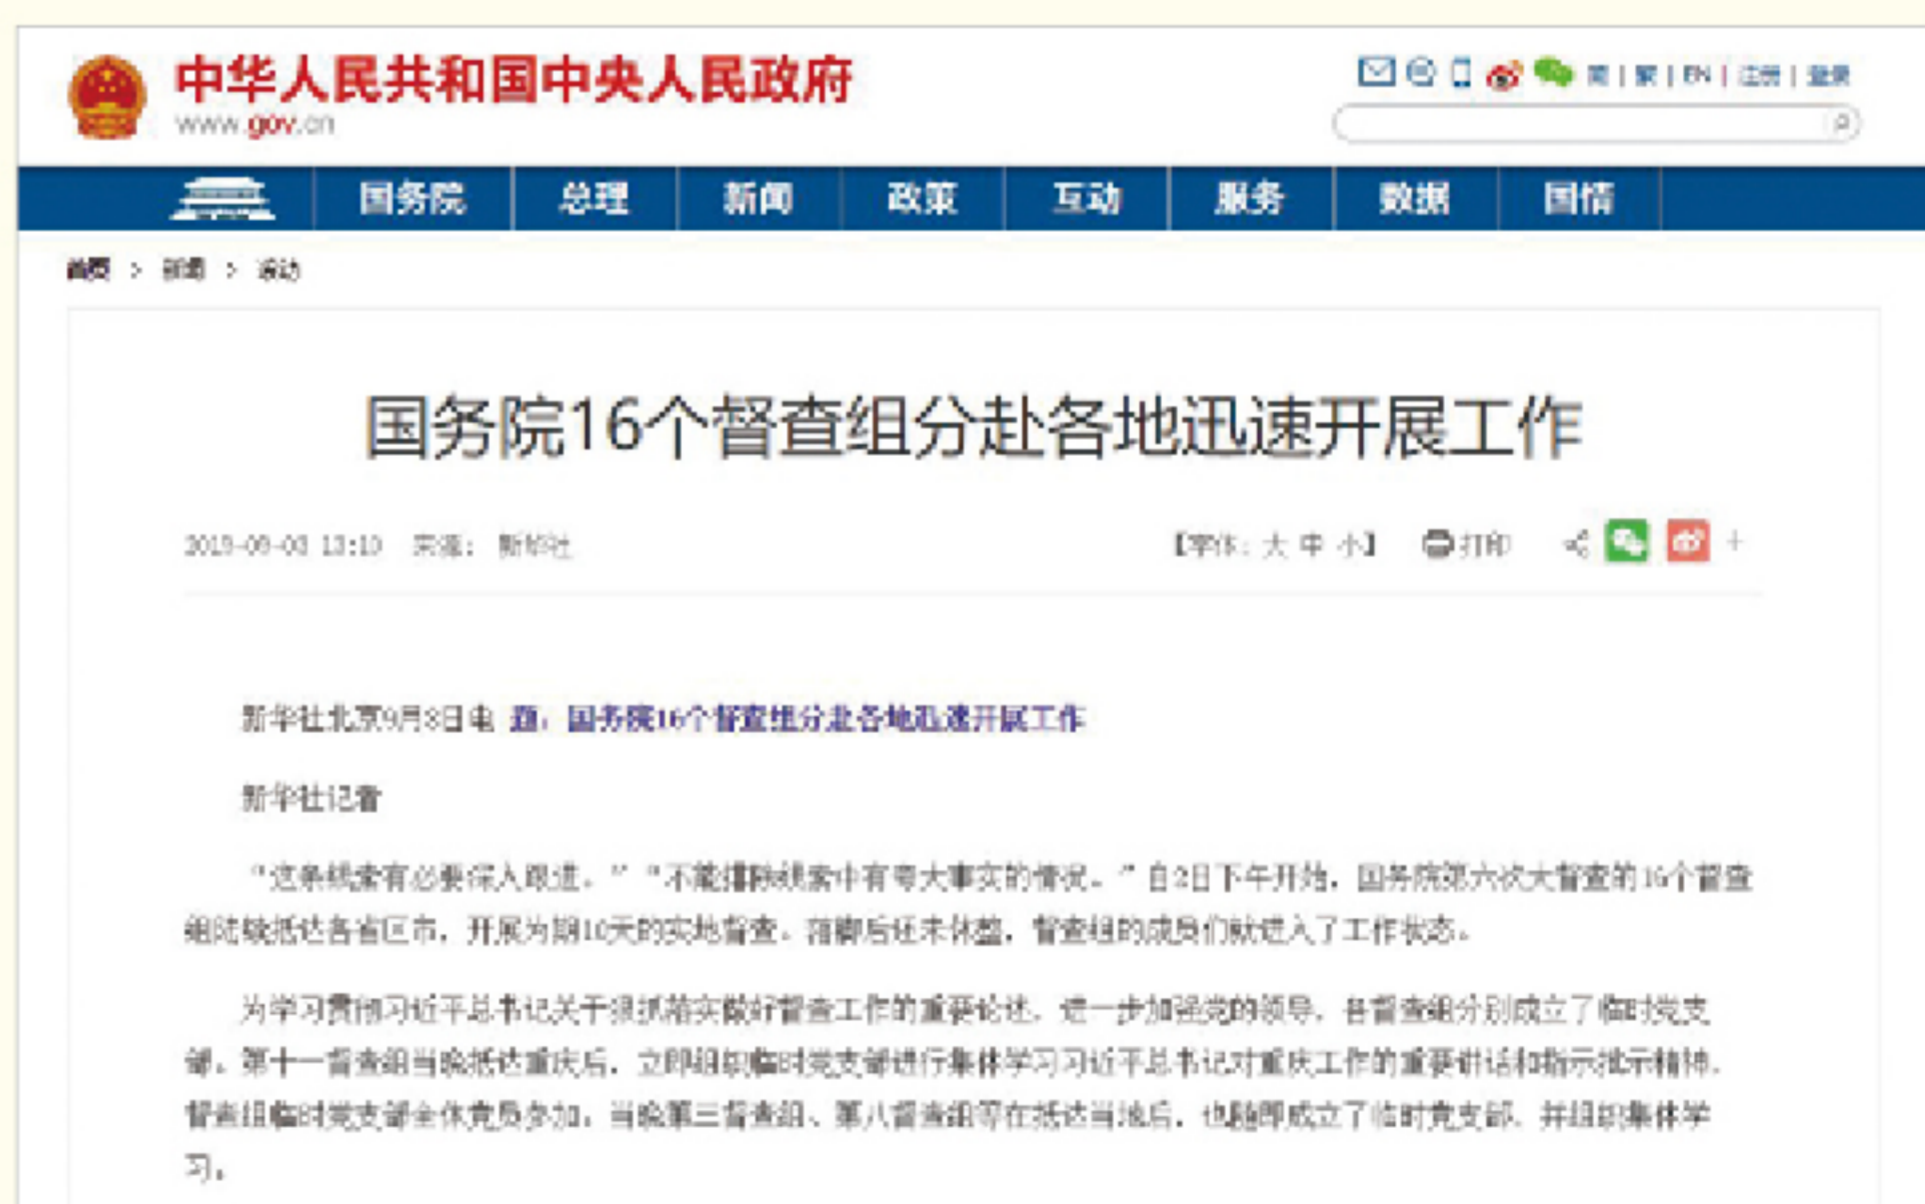 中华人民共和国中央人民政府
www.gov.cn
简 | 繁 | EN | 注册 | 登录
国务院 总理 新闻 政策 互动 服务 数据 国情
首页 > 新闻 > 滚动
国务院16个督查组分赴各地迅速开展工作
来源： 新华社 【字体：大 中 小】 打印 +
新华社北京9月8日电 题：国务院16个督查组分赴各地迅速开展工作
新华社记者
“这条线索有必要深入跟进。”“不能排除线索中有夸大事实的情况。”自2日下午开始，国务院第六次大督查的16个督查
组陆续抵达各省区市，开展为期10天的实地督查。落脚后还未休整，督查组的成员们就进入了工作状态。
为学习贯彻习近平总书记关于狠抓落实做好督查工作的重要论述，进一步加强党的领导，各督查组分别成立了临时党支
部。第十一督查组当晚抵达重庆后，立即组织临时党支部进行集体学习习近平总书记对重庆工作的重要讲话和指示批示精神，
督查组临时党支部全体党员参加。当晚第三督查组、第八督查组等在抵达当地后，也随即成立了临时党支部，并组织集体学
习。